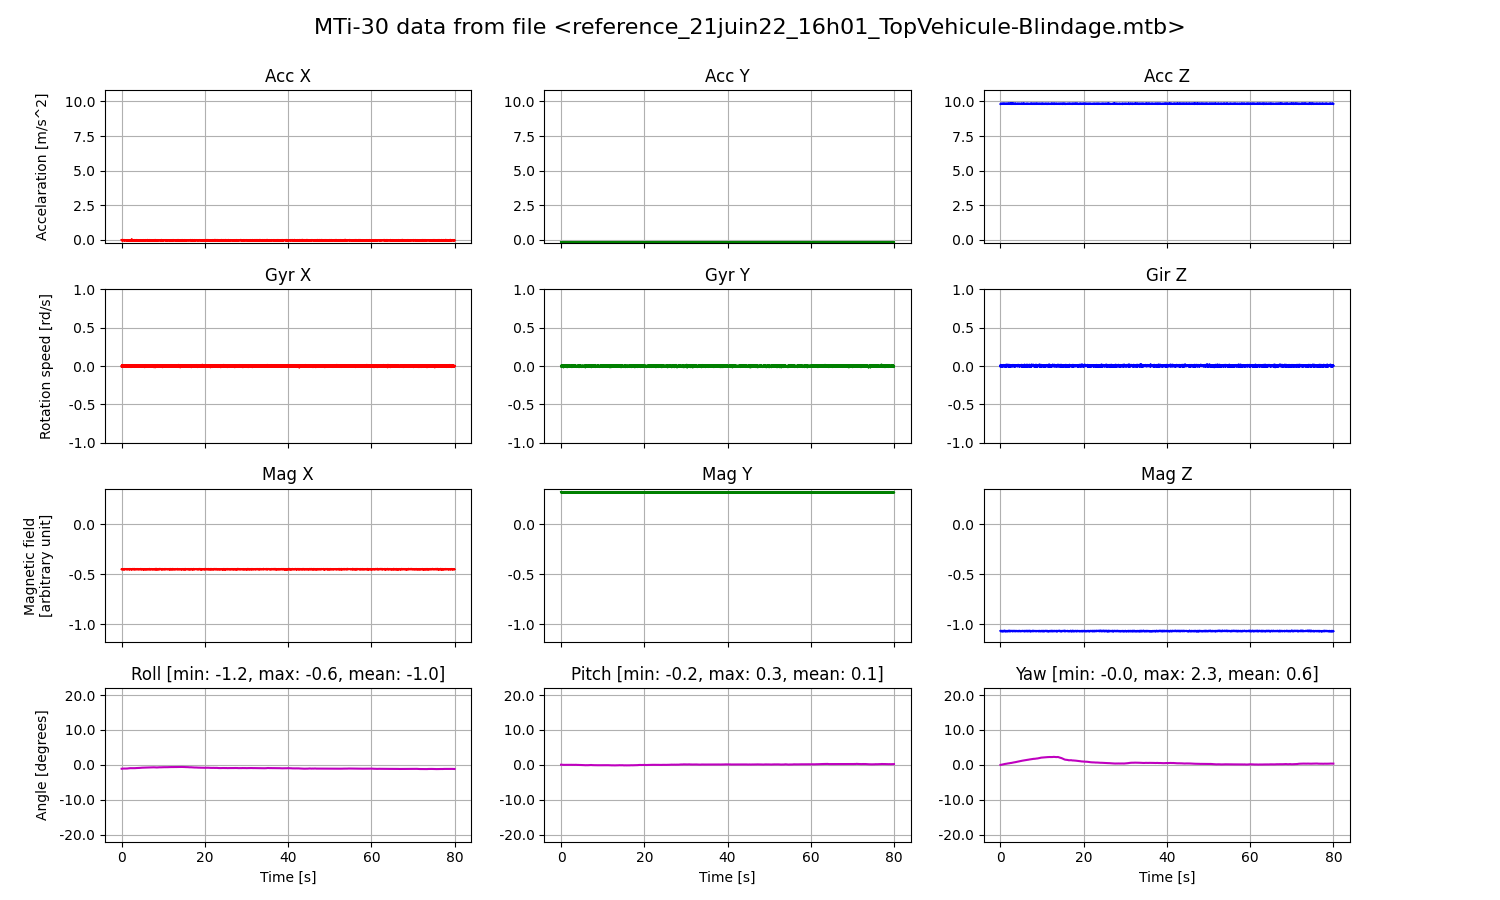 MTi-30 data from file <reference_21juin22_16h01_TopVehicule-Blindage.mtb>
Acc X
Acc Y
Acc Z
Accelaration [m/s^2]
10.0
7.5
5.0
2.5
0.0
10.0
7.5
5.0
2.5
0.0
10.0
7.5
5.0
2.5
0.0
Gyr X
Gyr Y
Gir Z
Rotation speed [rd/s]
1.0
0.5
0.0
-0.5
-1.0
1.0
0.5
0.0
-0.5
-1.0
1.0
0.5
0.0
-0.5
-1.0
Mag X
Mag Y
Mag Z
Magnetic field
[arbitrary unit]
0.0
-0.5
-1.0
0.0
-0.5
-1.0
0.0
-0.5
-1.0
Roll [min: -1.2, max: -0.6, mean: -1.0]
Pitch [min: -0.2, max: 0.3, mean: 0.1]
Yaw [min: -0.0, max: 2.3, mean: 0.6]
Angle [degrees]
20.0
10.0
0.0
-10.0
-20.0
20.0
10.0
0.0
-10.0
-20.0
20.0
10.0
0.0
-10.0
-20.0
0 20 40 60 80
0 20 40 60 80
0 20 40 60 80
Time [s]
Time [s]
Time [s]